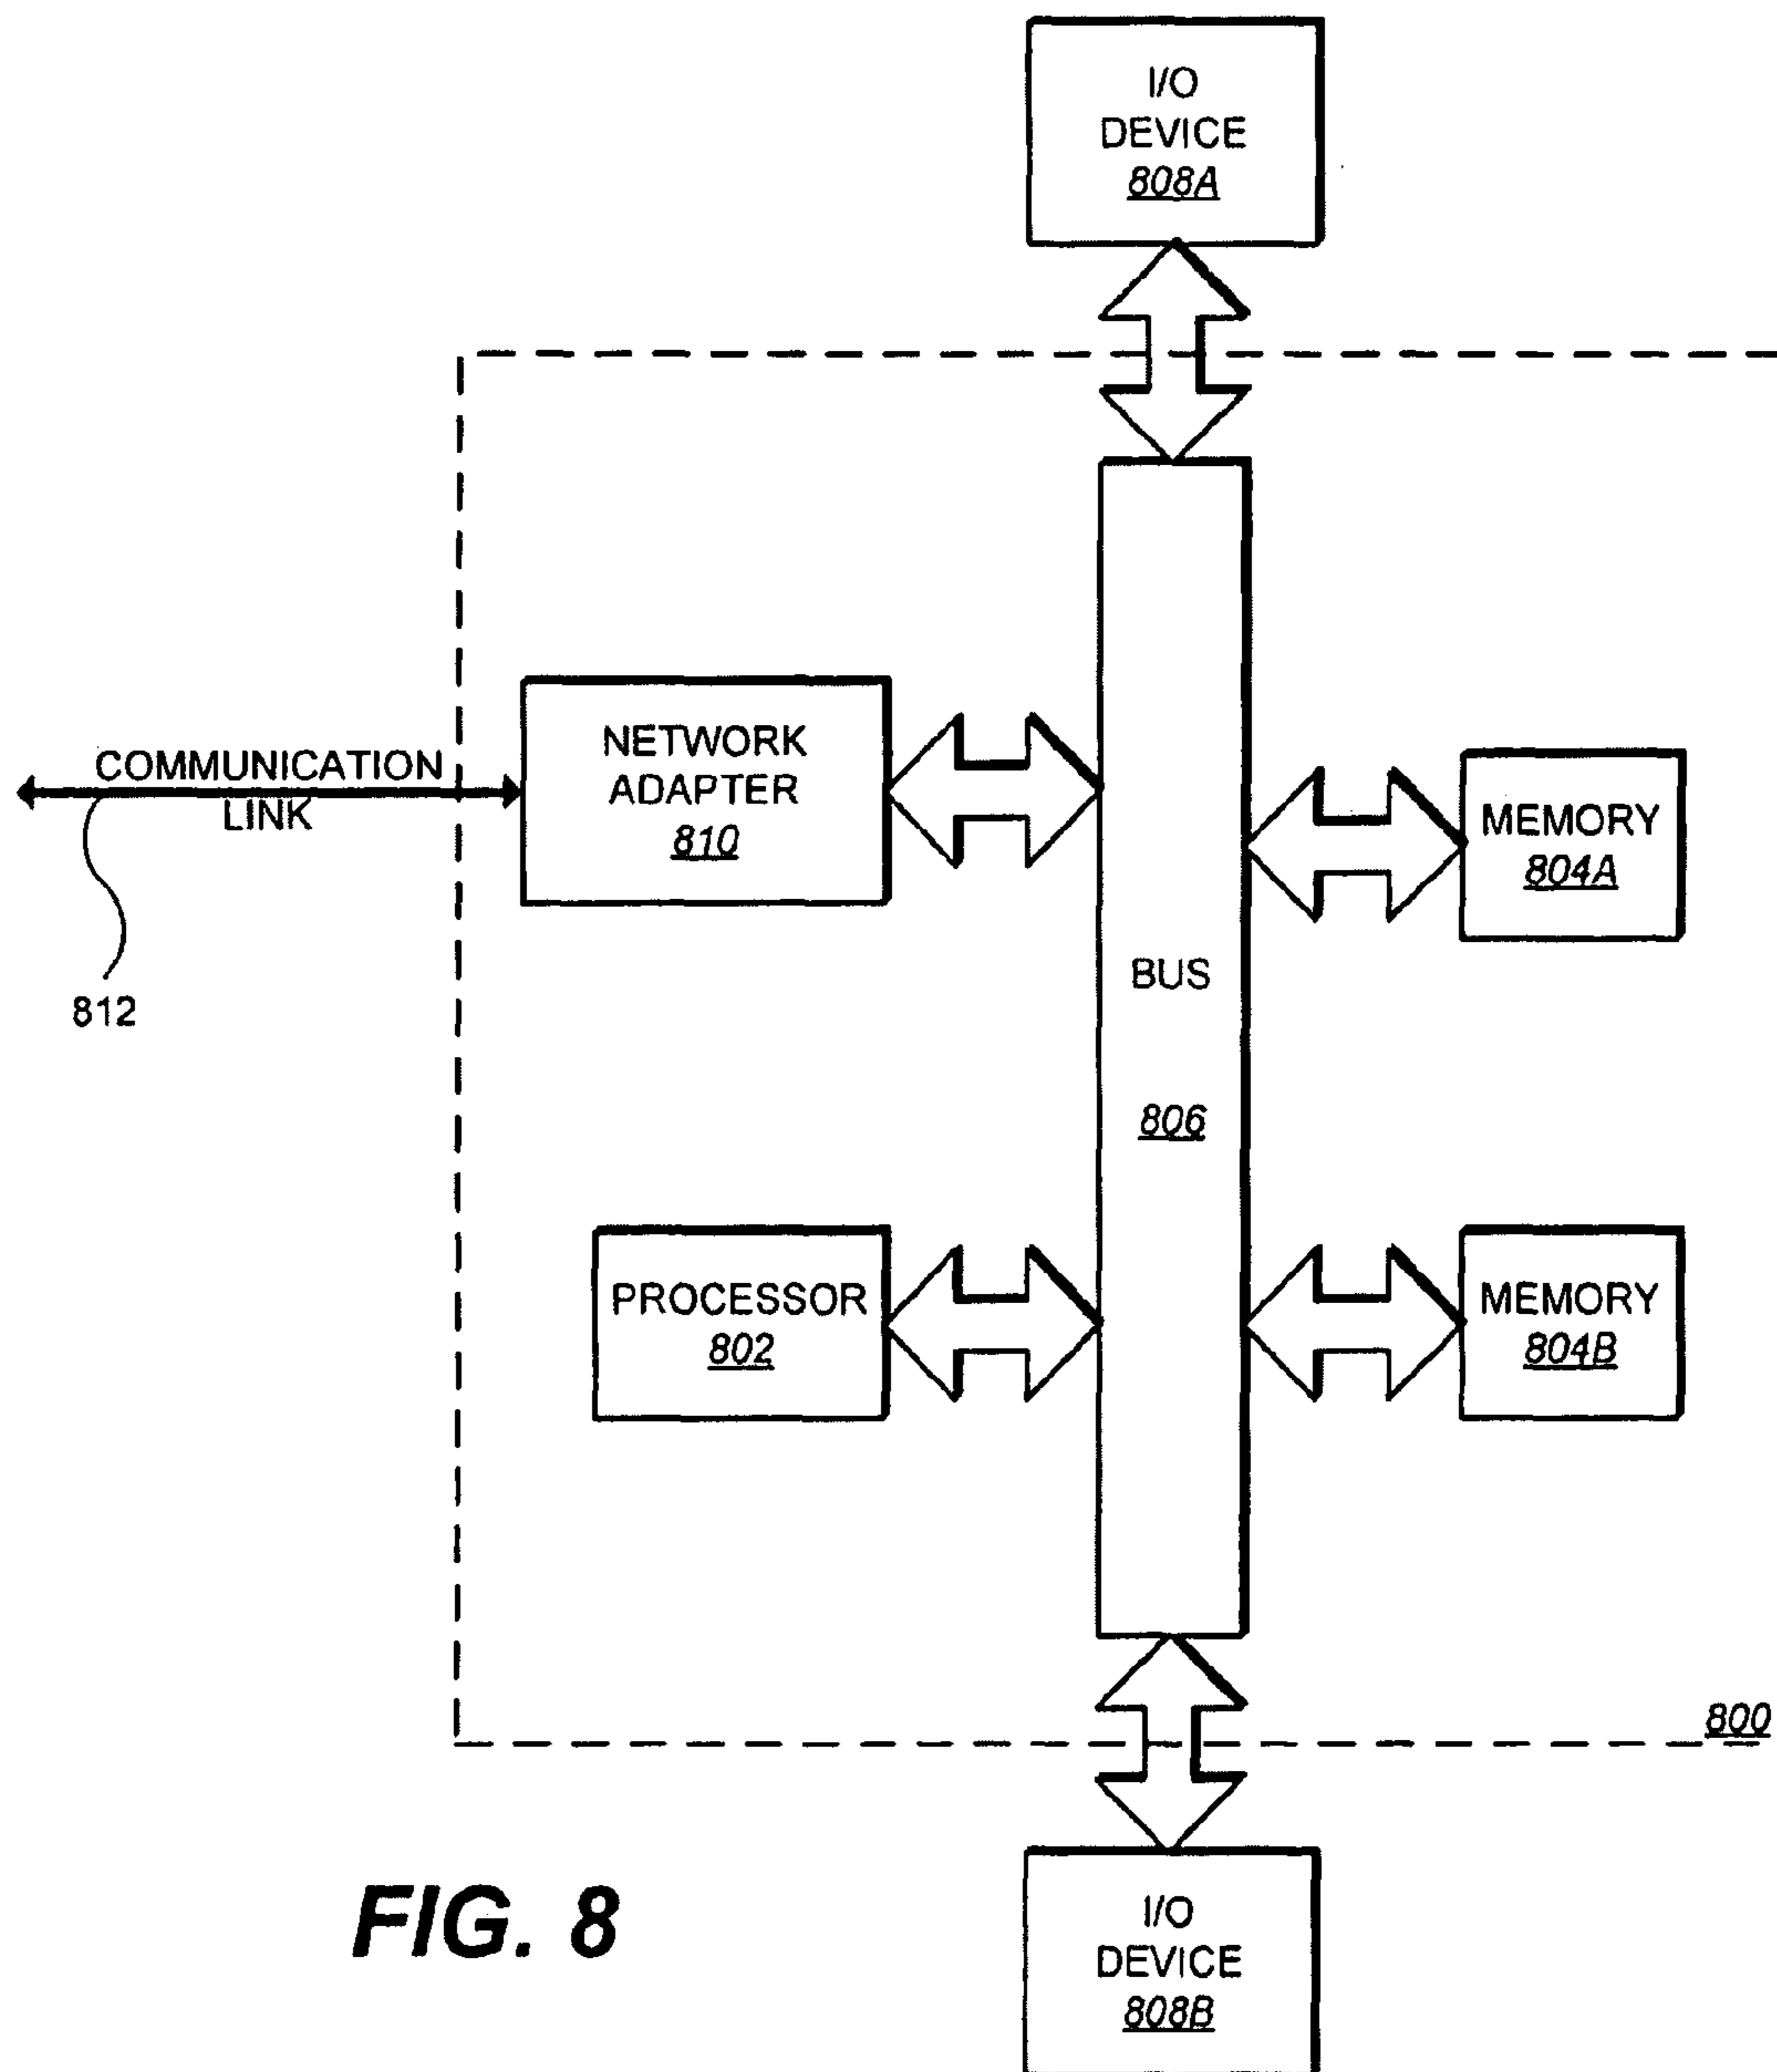 I/O
DEVICE
808A
COMMUNICATION
LINK
812
NETWORK
ADAPTER
810
MEMORY
804A
BUS
806
PROCESSOR
802
MEMORY
804B
800
FIG. 8
I/O
DEVICE
808B